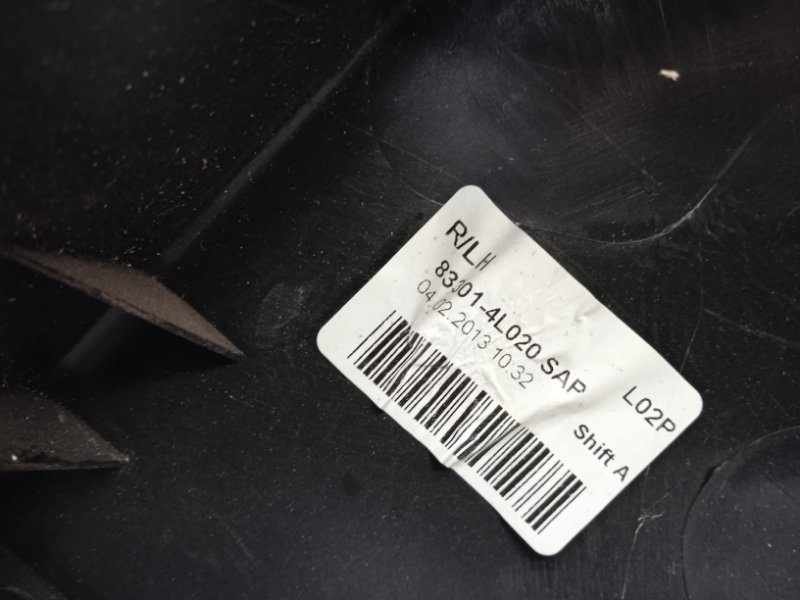 R/LH
83301-4L020 SAP
04.02.2013 10:32
L02P
Shift A